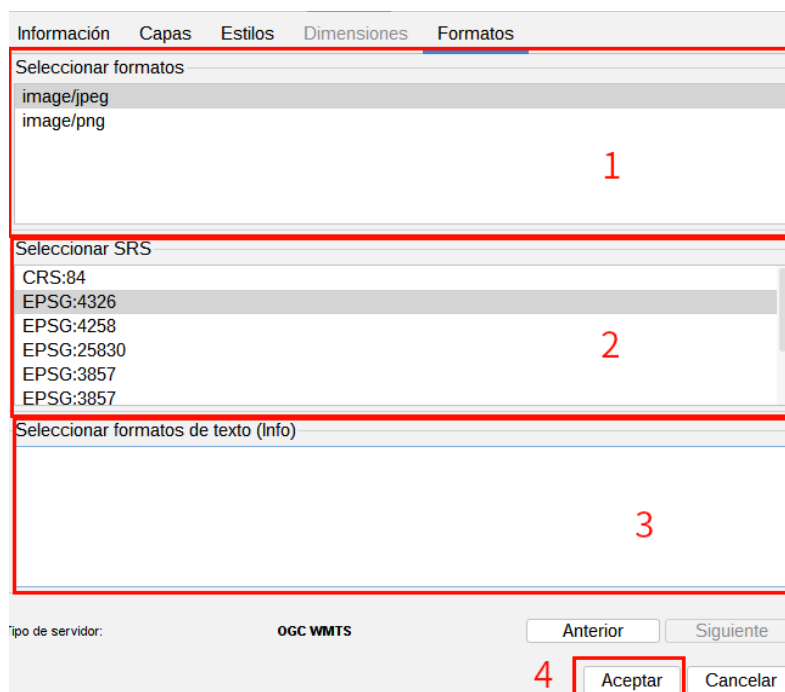 Información Capas Estilos Dimensiones Formatos
Seleccionar formatos
image/jpeg
image/png
1
Seleccionar SRS
CRS:84
EPSG:4326
EPSG:4258
EPSG:25830
2
EPSG:3857
EPSG:3857
Seleccionar formatos de texto (Info)
3
Tipo de servidor: OGC WMTS Anterior Siguiente
4 Aceptar Cancelar